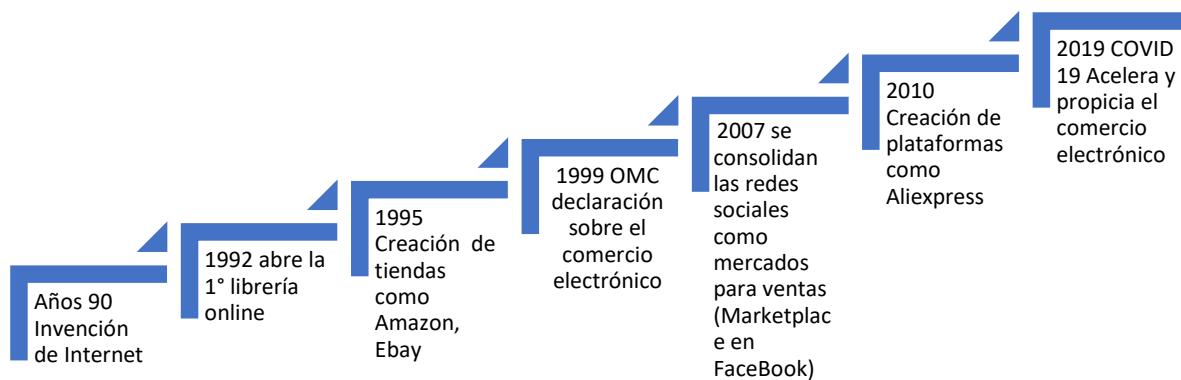 Años 90
Invención
de Internet
1992 abre la
1° librería
online
1995
Creación de
tiendas
como
Amazon,
Ebay
1999 OMC
declaración
sobre el
comercio
electrónico
2007 se
consolidan
las redes
sociales
como
mercados
para ventas
(Marketplac
e en
FaceBook)
2010
Creación de
plataformas
como
Aliexpress
2019 COVID
19 Acelera y
propicia el
comercio
electrónico